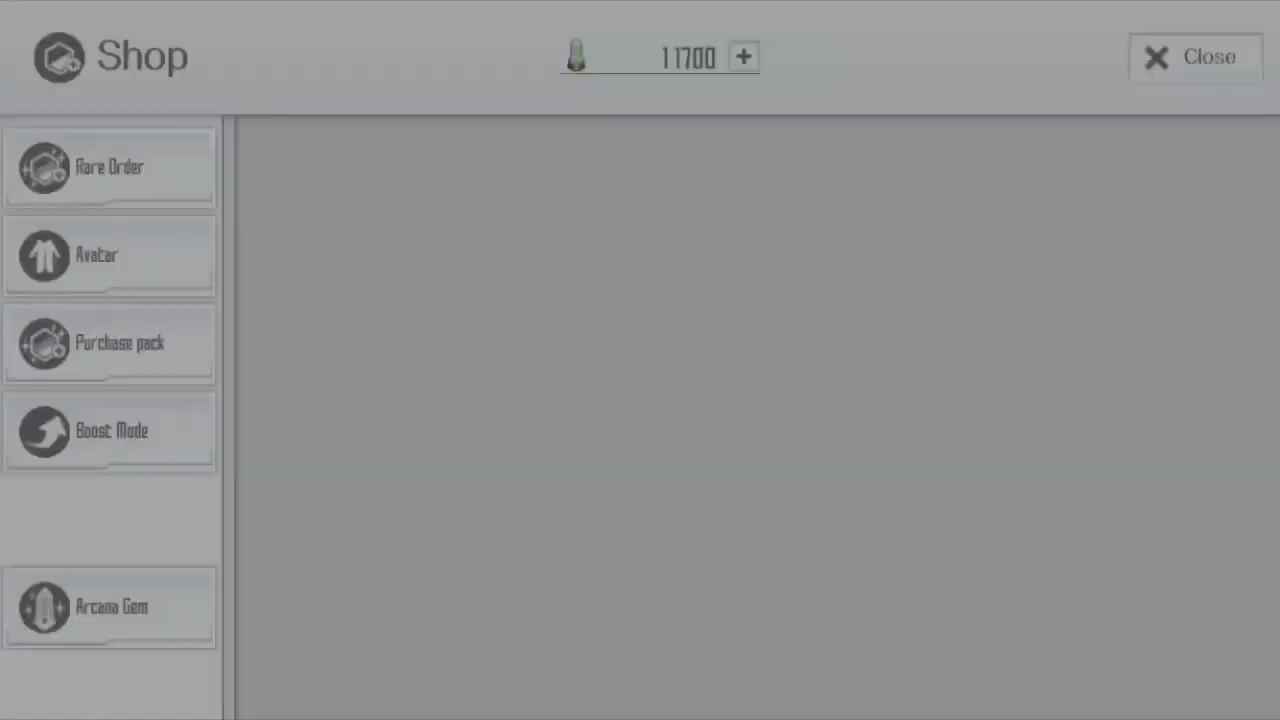 Shop
11700
Close
Rare Order
Avatar
Purchase pack
Boost Mode
Arcana Gem